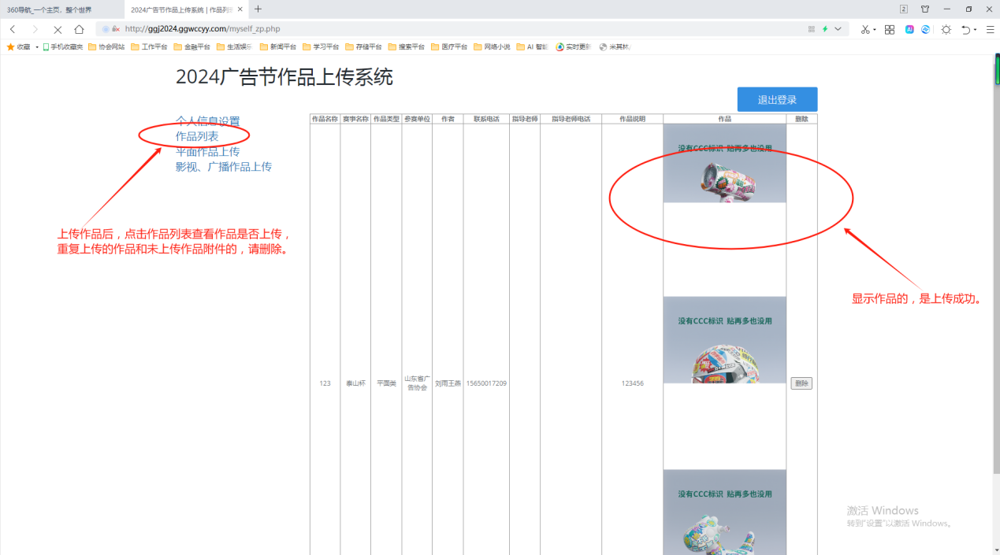 360导航_一个主页，整个世界
2024广告节作品上传系统 | 作品列表
2
http://ggj2024.ggwccyy.com/myself_zp.php
收藏 手机收藏夹 协会网站 工作平台 金融平台 生活娱乐 新闻平台 学习平台 存储平台 搜索平台 医疗平台 网络小说 AI 智能 实时更新 米其林
2024广告节作品上传系统
退出登录
个人信息设置
作品列表
平面作品上传
影视、广播作品上传
作品名称 赛事名称 作品类型 参赛单位 作者 联系电话 指导老师 指导老师电话 作品说明 作品 删除
没有CCC标识 贴再多也没用
上传作品后，点击作品列表查看作品是否上传，
重复上传的作品和未上传作品附件的，请删除。
显示作品的，是上传成功。
没有CCC标识 贴再多也没用
123 泰山杯 平面类 山东省广告协会 刘雨王燕 15650017209 123456 删除
没有CCC标识 贴再多也没用
激活 Windows
转到"设置"以激活 Windows。